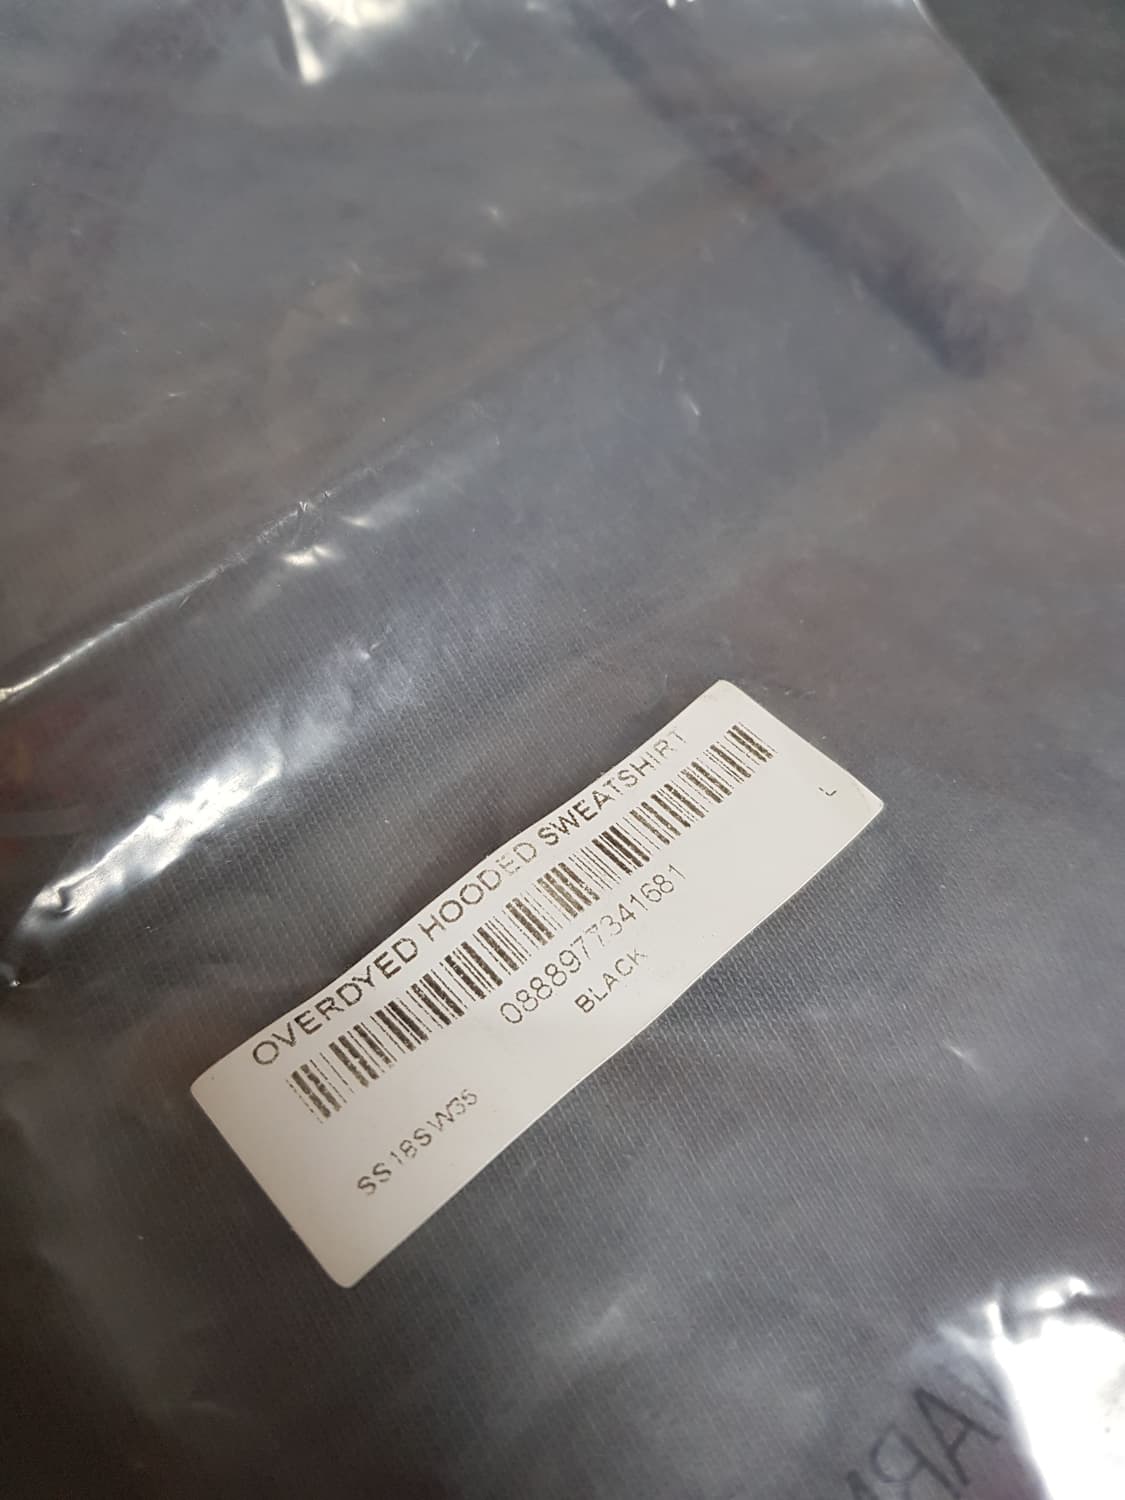 OVERDYED HOODED SWEATSHIRT
0888977341681
BLACK
L
SS18SW35